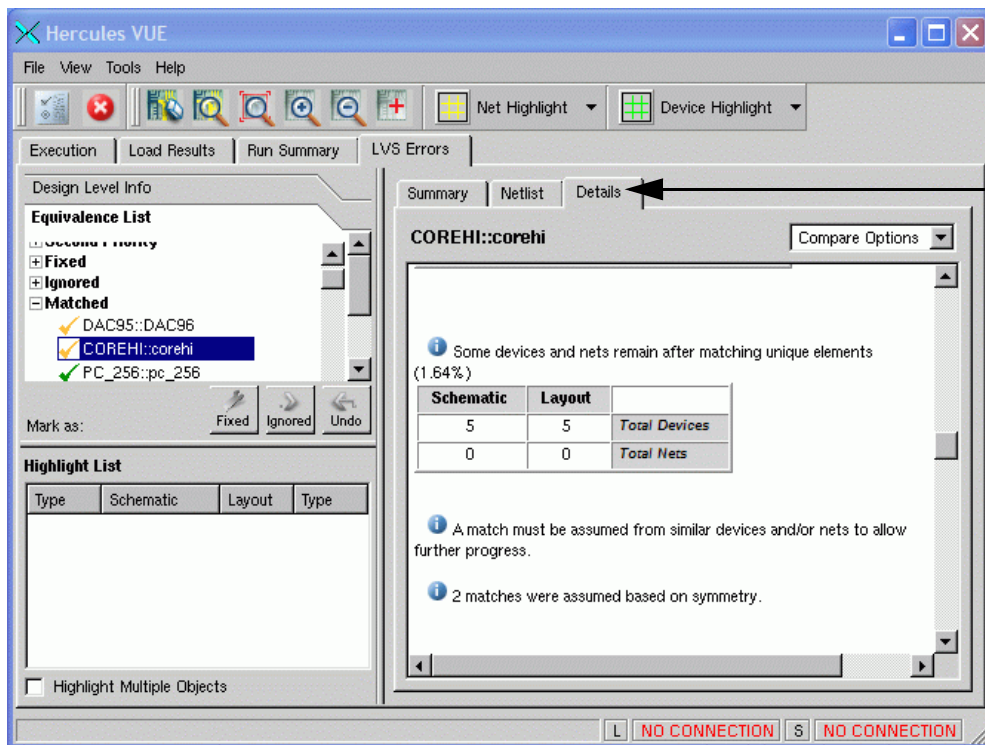 Hercules VUE
File View Tools Help
Net Highlight
Device Highlight
Execution
Load Results
Run Summary
LVS Errors
Design Level Info
Equivalence List
Second Priority
Fixed
Ignored
Matched
DAC95::DAC96
COREHI::corehi
PC_256::pc_256
Mark as:
Fixed
Ignored
Undo
Highlight List
Type Schematic Layout Type
Highlight Multiple Objects
Summary
Netlist
Details
COREHI::corehi
Compare Options
Some devices and nets remain after matching unique elements
(1.64%)
Schematic Layout
5 5 Total Devices
0 0 Total Nets
A match must be assumed from similar devices and/or nets to allow
further progress.
2 matches were assumed based on symmetry.
L NO CONNECTION S NO CONNECTION